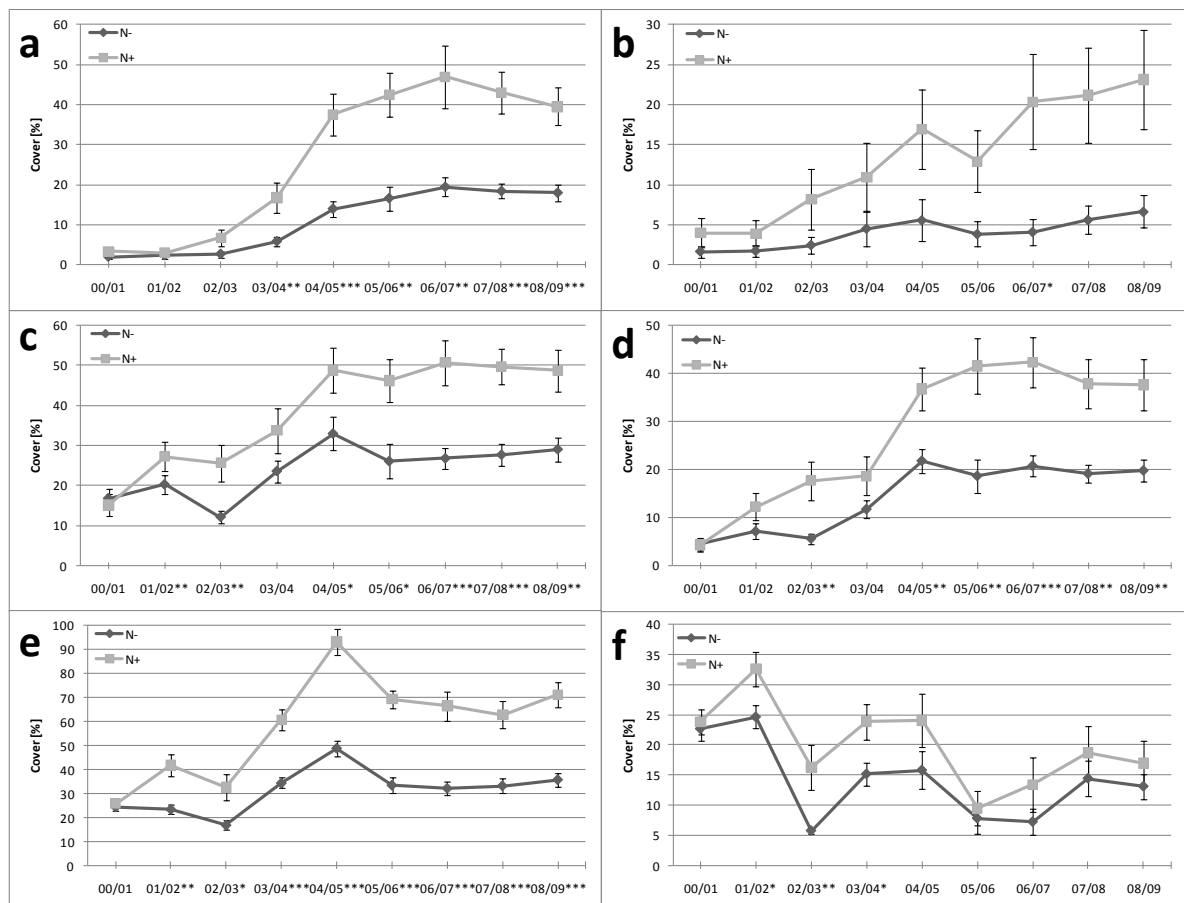 a
N-
N+
Cover [%]
60
50
40
30
20
10
0
00/01 01/02 02/03 03/04** 04/05*** 05/06** 06/07** 07/08*** 08/09***
b
N-
N+
Cover [%]
30
25
20
15
10
5
0
00/01 01/02 02/03 03/04 04/05 05/06 06/07* 07/08 08/09
c
N-
N+
Cover [%]
60
50
40
30
20
10
0
00/01 01/02** 02/03** 03/04 04/05* 05/06* 06/07*** 07/08*** 08/09**
d
N-
N+
Cover [%]
50
40
30
20
10
0
00/01 01/02 02/03** 03/04 04/05** 05/06** 06/07*** 07/08** 08/09**
e
N-
N+
Cover [%]
100
90
80
70
60
50
40
30
20
10
0
00/01 01/02** 02/03* 03/04*** 04/05*** 05/06*** 06/07*** 07/08*** 08/09***
f
N-
N+
Cover [%]
40
35
30
25
20
15
10
5
0
00/01 01/02* 02/03** 03/04* 04/05 05/06 06/07 07/08 08/09